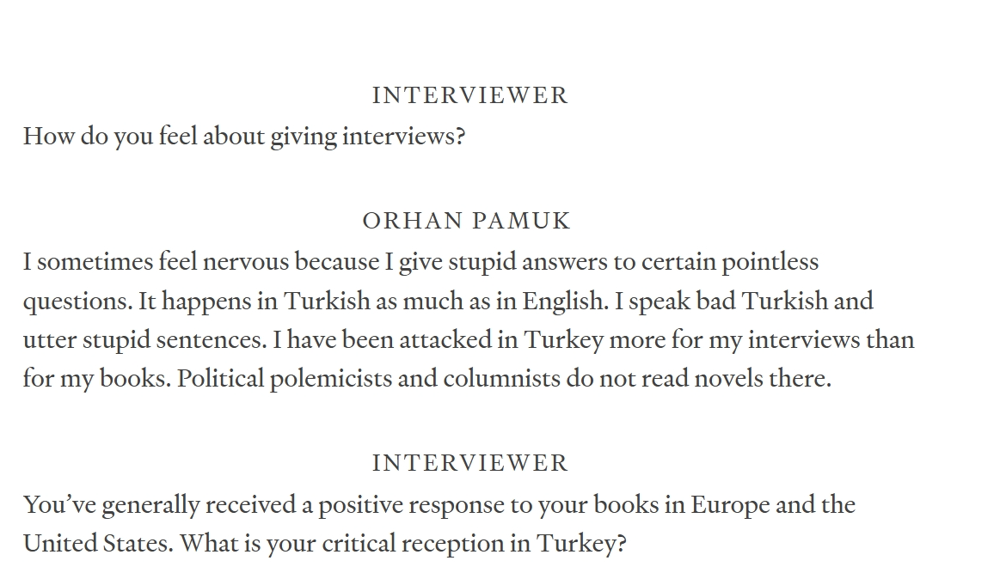 INTERVIEWER
How do you feel about giving interviews?
ORHAN PAMUK
I sometimes feel nervous because I give stupid answers to certain pointless
questions. It happens in Turkish as much as in English. I speak bad Turkish and
utter stupid sentences. I have been attacked in Turkey more for my interviews than
for my books. Political polemicists and columnists do not read novels there.
INTERVIEWER
You’ve generally received a positive response to your books in Europe and the
United States. What is your critical reception in Turkey?